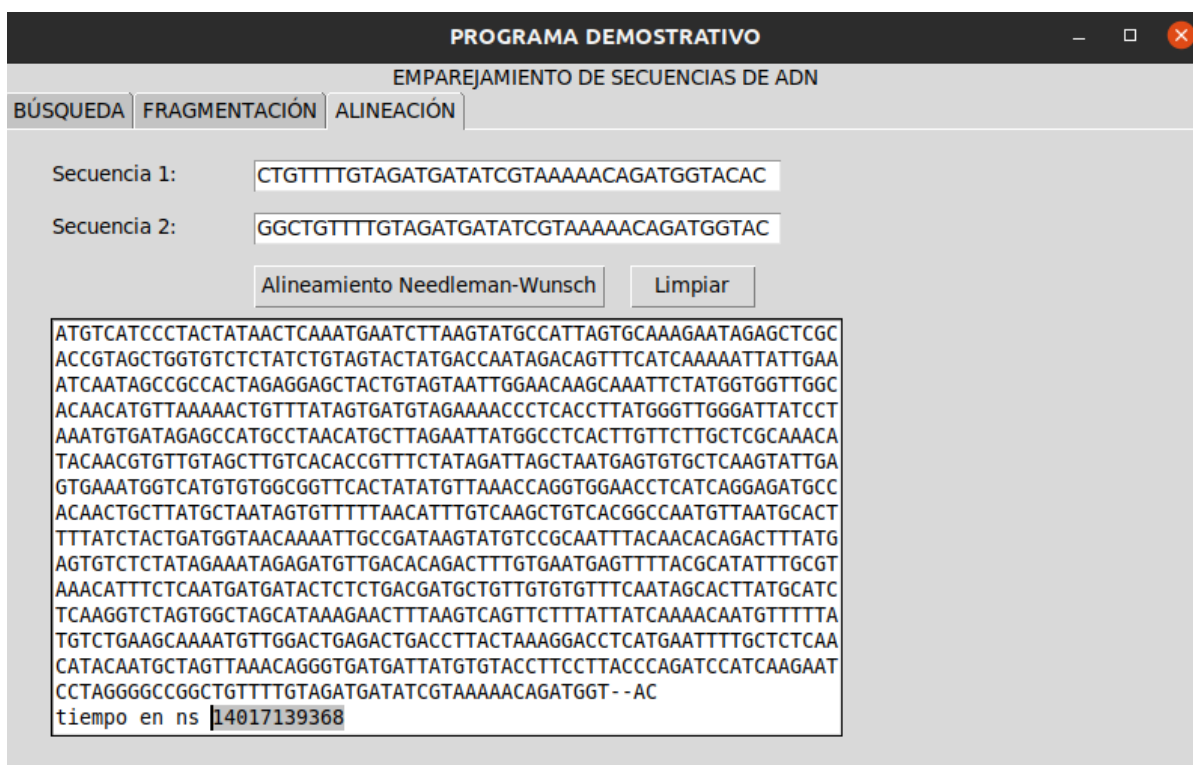 PROGRAMA DEMOSTRATIVO
EMPAREJAMIENTO DE SECUENCIAS DE ADN
BÚSQUEDA FRAGMENTACIÓN ALINEACIÓN
Secuencia 1: CTGTTTTGTAGATGATATCGTAAAAACAGATGGTACAC
Secuencia 2: GGCTGTTTTGTAGATGATATCGTAAAAACAGATGGTAC
Alineamiento Needleman-Wunsch Limpiar
ATGTCATCCCTACTATAACTCAAATGAATCTTAAGTATGCCATTAGTGCAAAGAATAGAGCTCGC
ACCGTAGCTGGTGTCTCTATCTGTAGTACTATGACCAATAGACAGTTTCATCAAAAATTATTGAA
ATCAATAGCCGCCACTAGAGGAGCTACTGTAGTAATTGGAACAAGCAAATTCTATGGTGGTTGGC
ACAACATGTTAAAAACTGTTTATAGTGATGTAGAAAACCCTCACCTTATGGGTTGGGATTATCCT
AAATGTGATAGAGCCATGCCTAACATGCTTAGAATTATGGCCTCACTTGTTCTTGCTCGCAAACA
TACAACGTGTTGTAGCTTGTCACACCGTTTCTATAGATTAGCTAATGAGTGTGCTCAAGTATTGA
GTGAAATGGTCATGTGTGGCGGTTCACTATATGTTAAACCAGGTGGAACCTCATCAGGAGATGCC
ACAACTGCTTATGCTAATAGTGTTTTTAACATTTGTCAAGCTGTCACGGCCAATGTTAATGCACT
TTTATCTACTGATGGTAACAAAATTGCCGATAAGTATGTCCGCAATTTACAACACAGACTTTATG
AGTGTCTCTATAGAAATAGAGATGTTGACACAGACTTTGTGAATGAGTTTTACGCATATTTGCGT
AAACATTTCTCAATGATGATACTCTCTGACGATGCTGTTGTGTGTTTCAATAGCACTTATGCATC
TCAAGGTCTAGTGGCTAGCATAAAGAACTTTAAGTCAGTTCTTTATTATCAAAACAATGTTTTTA
TGTCTGAAGCAAAATGTTGGACTGAGACTGACCTTACTAAAGGACCTCATGAATTTTGCTCTCAA
CATACAATGCTAGTTAAACAGGGTGATGATTATGTGTACCTTCCTTACCCAGATCCATCAAGAAT
CCTAGGGGCCGGCTGTTTTGTAGATGATATCGTAAAAACAGATGGT--AC
tiempo en ns 14017139368